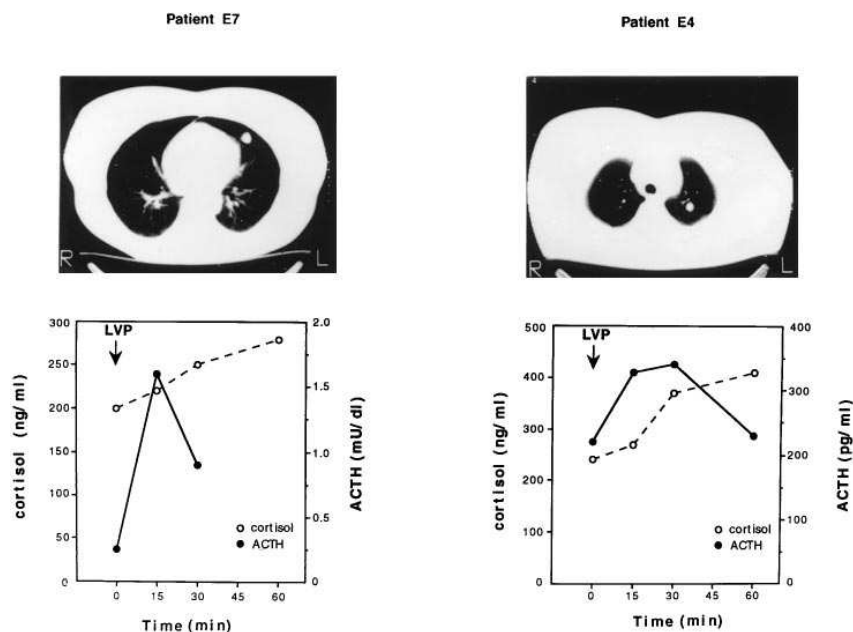 Patient E7
R
L
LVP
cortisol (ng/ml)
300
250
200
150
100
50
0
ACTH (mU/dl)
2.0
1.5
1.0
0.5
0
cortisol
ACTH
0 15 30 45 60
Time (min)
Patient E4
4
R
L
LVP
cortisol (ng/ml)
500
400
300
200
100
0
ACTH (pg/ml)
400
300
200
100
0
cortisol
ACTH
0 15 30 45 60
Time (min)